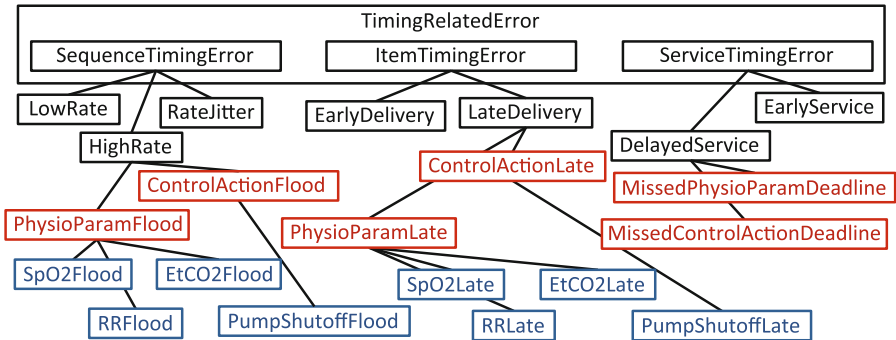 TimingRelatedError
SequenceTimingError
ItemTimingError
ServiceTimingError
LowRate
RateJitter
EarlyDelivery
LateDelivery
EarlyService
HighRate
DelayedService
ControlActionFlood
ControlActionLate
MissedPhysioParamDeadline
PhysioParamFlood
PhysioParamLate
MissedControlActionDeadline
SpO2Flood
EtCO2Flood
SpO2Late
EtCO2Late
RRFlood
PumpShutoffFlood
RRLate
PumpShutoffLate